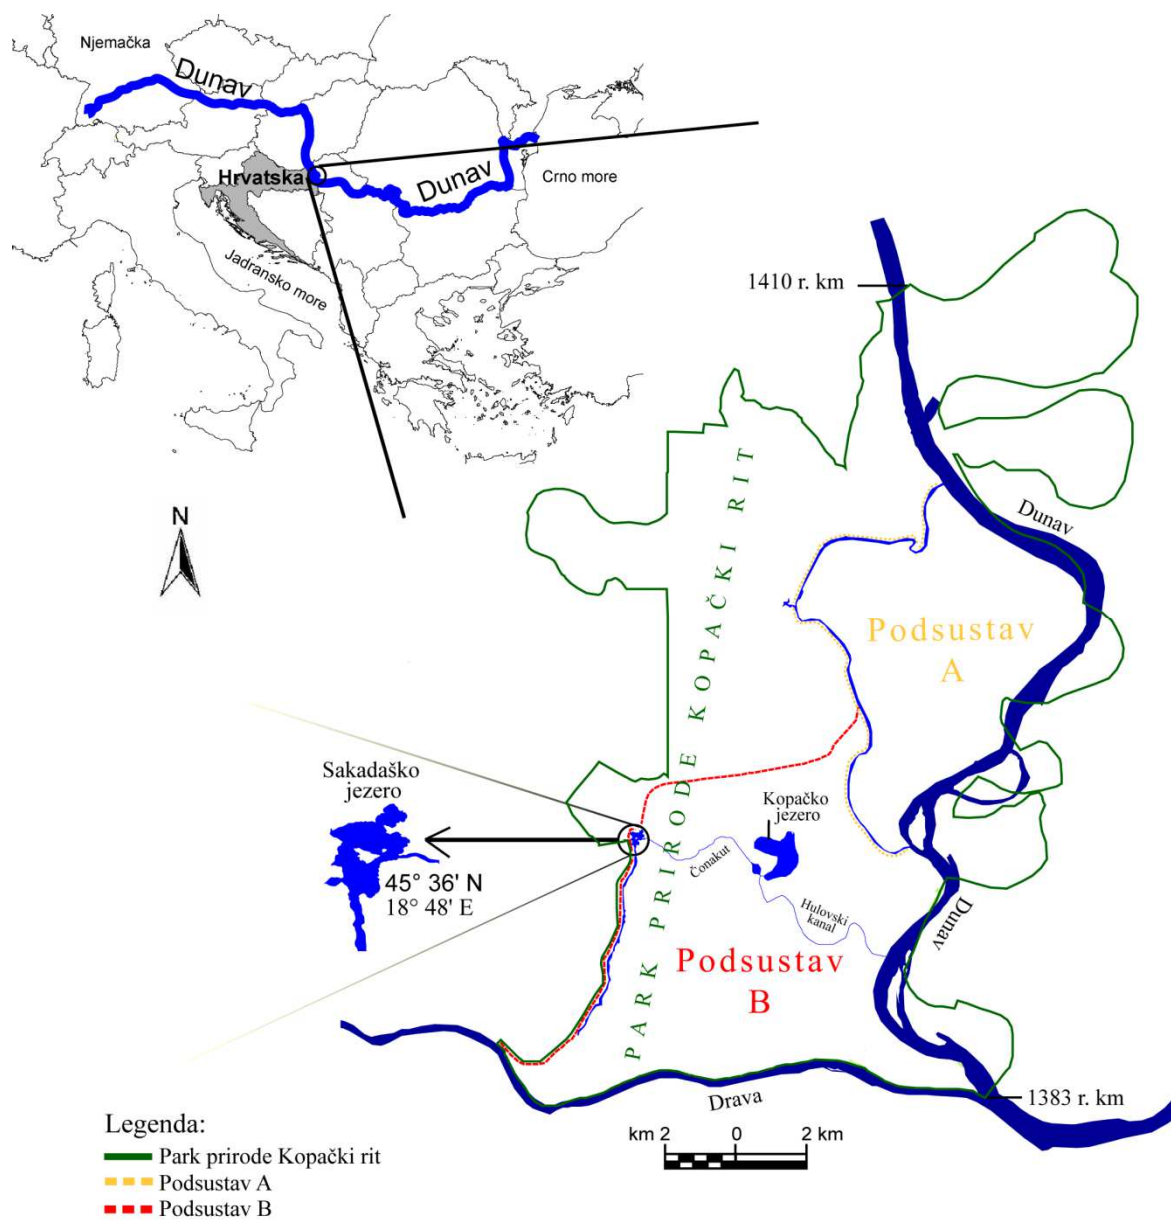 Njemačka
Dunav
Hrvatska
Dunav
Crno more
Jadransko more
1410 r. km
N
Dunav
PARK PRIRODE KOPAČKI RIT
Podsustav
A
Sakadaško
jezero
Kopačko
jezero
Čonakut
45° 36' N
18° 48' E
Hulovski
kanal
Dunav
Podsustav
B
Drava
1383 r. km
Legenda:
km 2 0 2 km
Park prirode Kopački rit
Podsustav A
Podsustav B